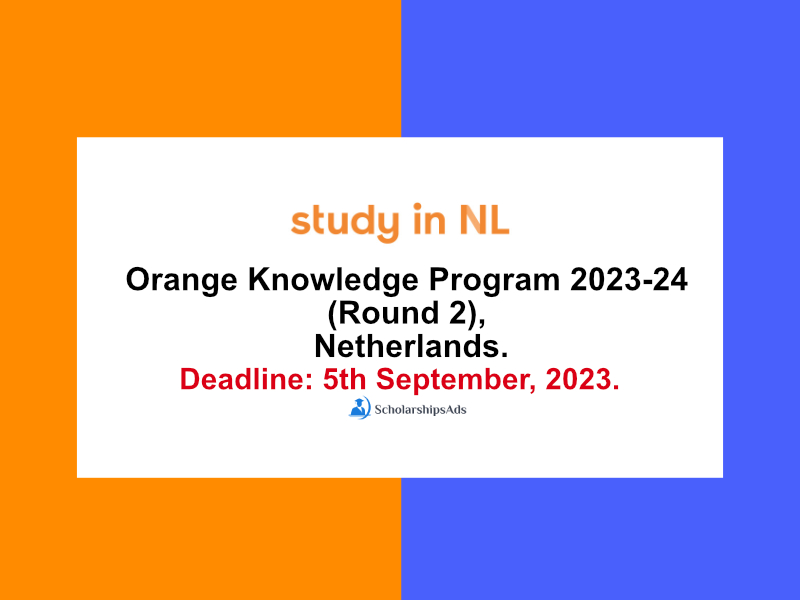 study in NL
Orange Knowledge Program 2023-24
(Round 2),
Netherlands.
Deadline: 5th September, 2023.
ScholarshipsAds